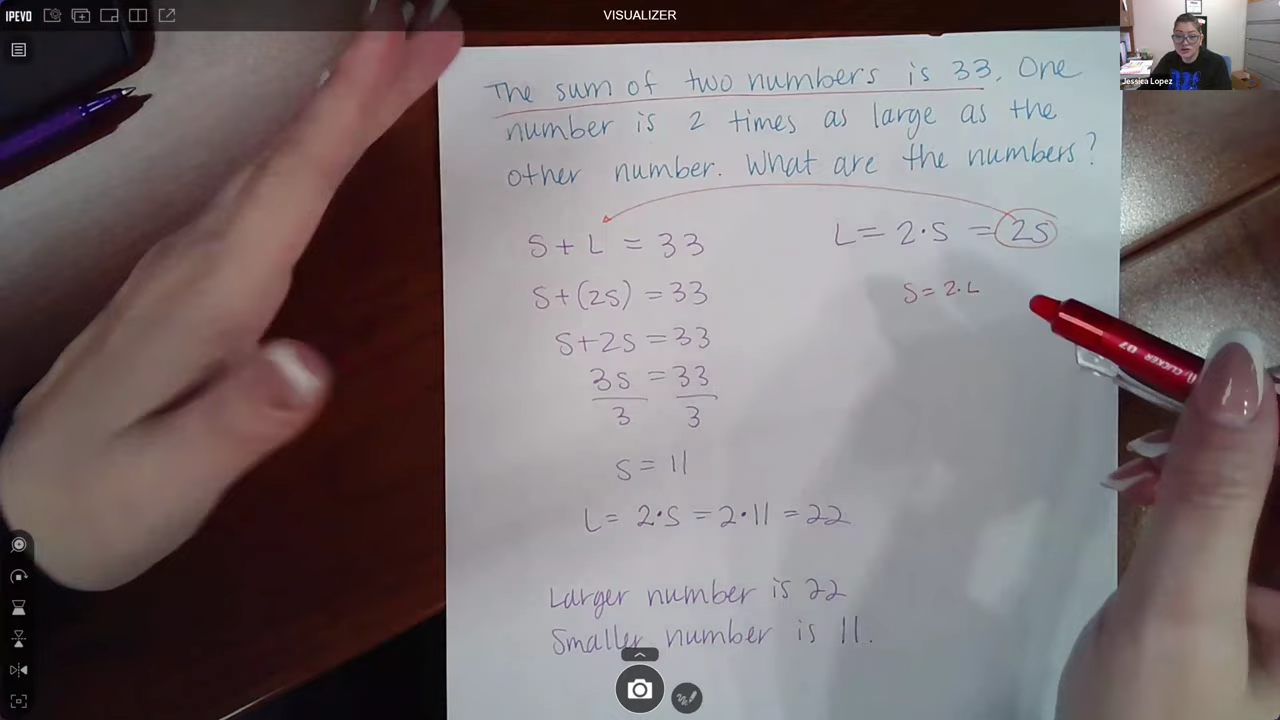 IPEVO
VISUALIZER
Jessica Lopez
The sum of two numbers is 33. One
number is 2 times as large as the
other number. What are the numbers?
S + L = 33
L = 2·S = 2S
S+(2S) = 33
S = 2·L
S+2S = 33
3S = 33
3 3
S = 11
L = 2·S = 2·11 = 22
Larger number is 22
Smaller number is 11.
CLICKER 07